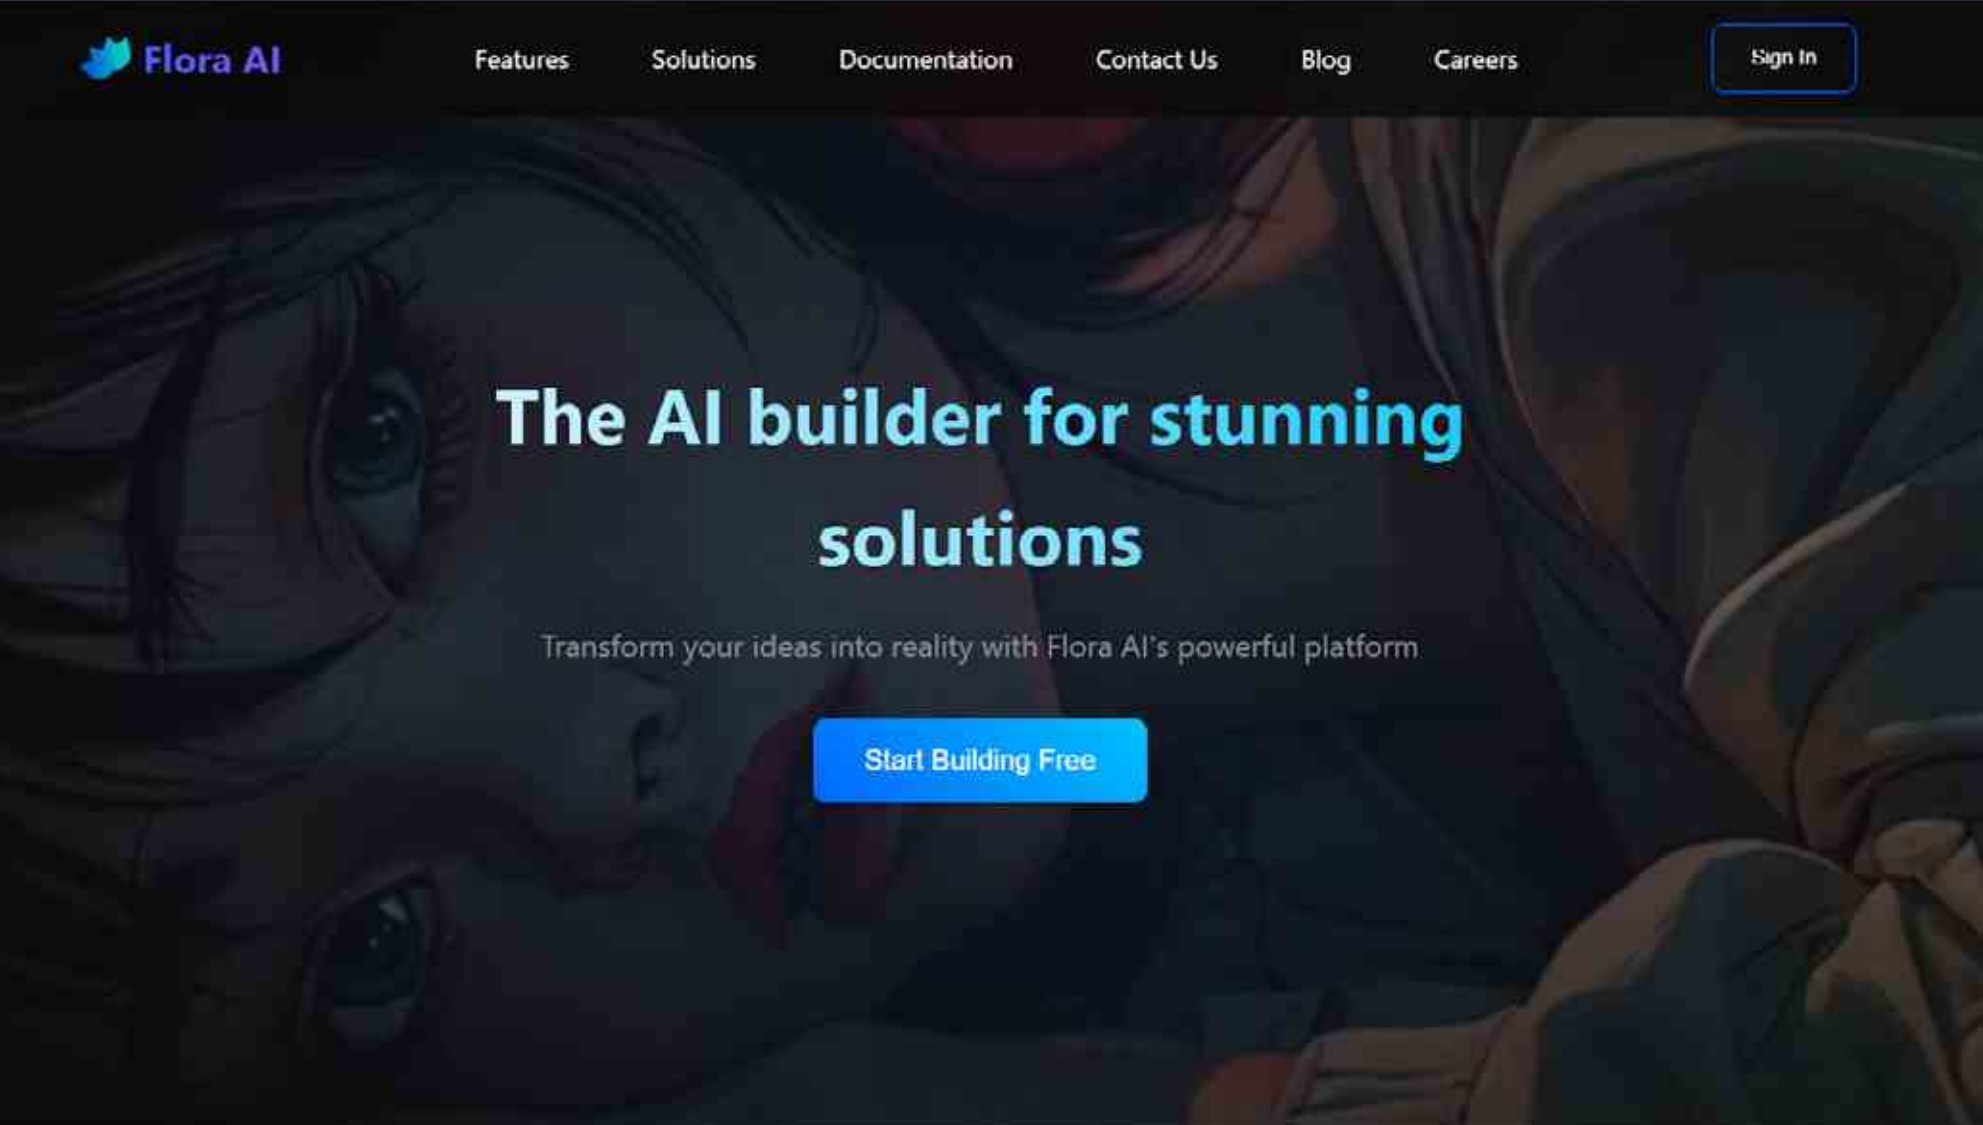 Flora AI
Features
Solutions
Documentation
Contact Us
Blog
Careers
Sign In
The AI builder for stunning
solutions
Transform your ideas into reality with Flora AI's powerful platform
Start Building Free